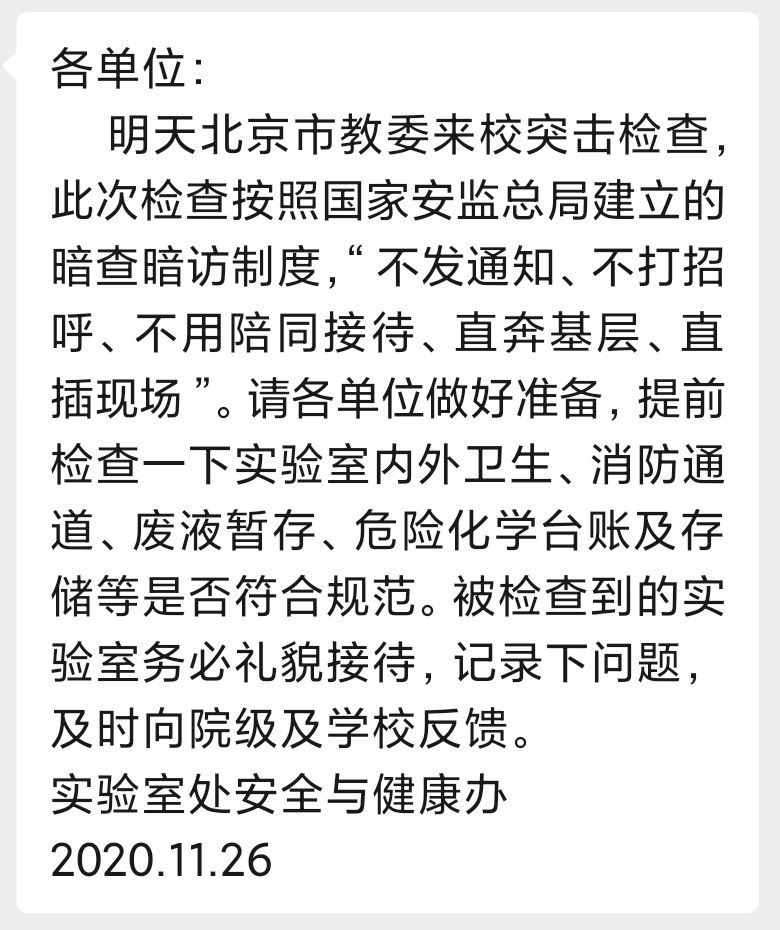 各单位：
明天北京市教委来校突击检查，
此次检查按照国家安监总局建立的
暗查暗访制度，“ 不发通知、不打招
呼、不用陪同接待、直奔基层、直
插现场 ”。请各单位做好准备，提前
检查一下实验室内外卫生、消防通
道、废液暂存、危险化学台账及存
储等是否符合规范。被检查到的实
验室务必礼貌接待，记录下问题，
及时向院级及学校反馈。
实验室处安全与健康办
2020.11.26